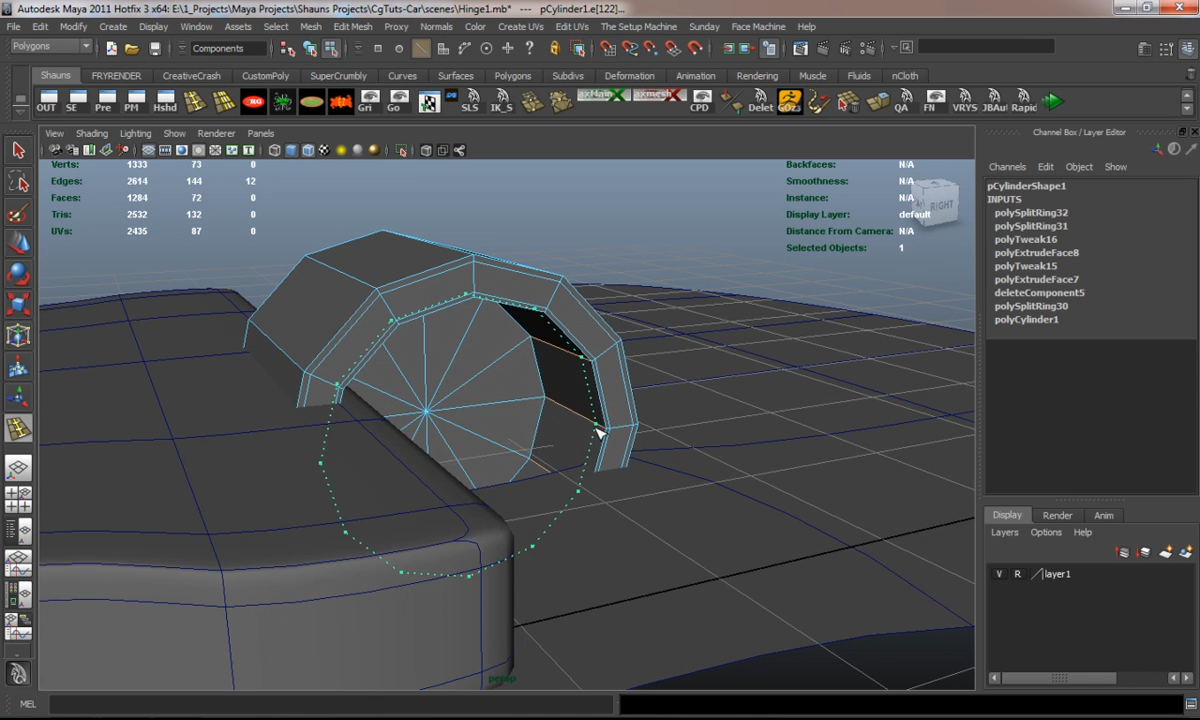 Autodesk Maya 2011 Hotfix 3 x64: E:\1_Projects\Maya Projects\Shauns Projects\CgTuts-Car\scenes\Hinge1.mb* --- pCylinder1.e[122]...
File Edit Modify Create Display Window Assets Select Mesh Edit Mesh Proxy Normals Color Create UVs Edit UVs The Setup Machine Sunday Face Machine Help
Polygons Components
Shauns FRYRENDER CreativeCrash CustomPoly SuperCrumbly Curves Surfaces Polygons Subdivs Deformation Animation Rendering Muscle Fluids nCloth
OUT SE Pre PM Hshd Gri Go SLS IK_S CPD Delet GOz3 QA FN VRYS JBAut Rapic
View Shading Lighting Show Renderer Panels
Channel Box / Layer Editor
Channels Edit Object Show
Verts: 1333 73 0
Edges: 2614 144 12
Faces: 1284 72 0
Tris: 2532 132 0
UVs: 2435 87 0
Backfaces: N/A
Smoothness: N/A
Instance: N/A
Display Layer: default
Distance From Camera: N/A
Selected Objects: 1
RIGHT
pCylinderShape1
INPUTS
polySplitRing32
polySplitRing31
polyTweak16
polyExtrudeFace8
polyTweak15
polyExtrudeFace7
deleteComponent5
polySplitRing30
polyCylinder1
Display Render Anim
Layers Options Help
V R layer1
persp
MEL